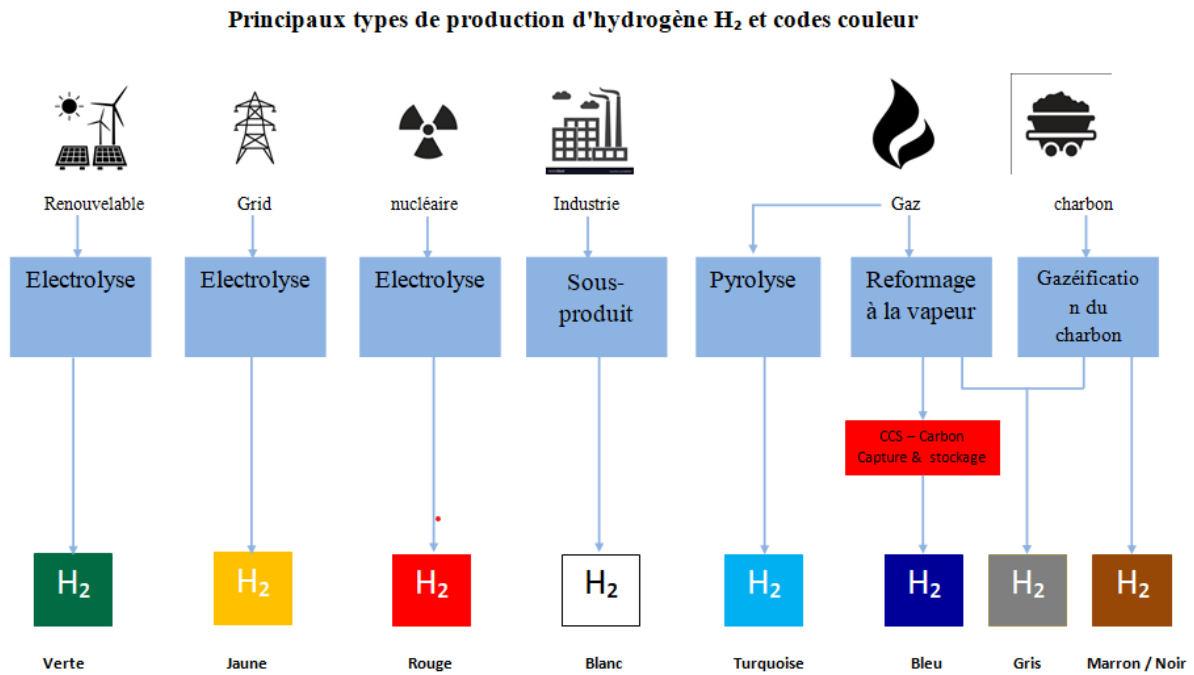 Principaux types de production d'hydrogène H₂ et codes couleur
Renouvelable
Grid
nucléaire
Industrie
Gaz
charbon
Electrolyse
Electrolyse
Electrolyse
Sous-
produit
Pyrolyse
Reformage
à la vapeur
Gazéificatio
n du
charbon
CCS – Carbon
Capture & stockage
H₂
H₂
H₂
H₂
H₂
H₂
H₂
H₂
Verte
Jaune
Rouge
Blanc
Turquoise
Bleu
Gris
Marron / Noir